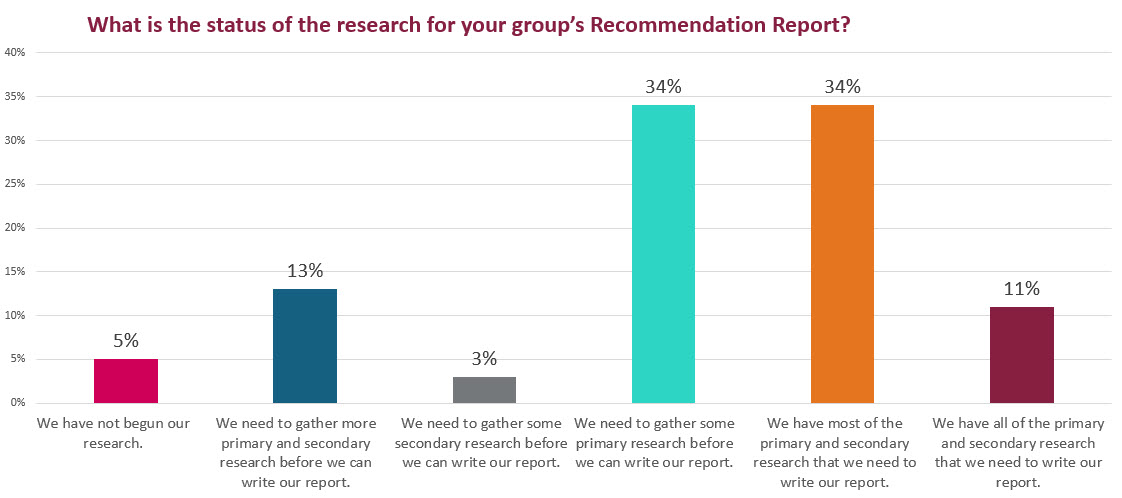 What is the status of the research for your group’s Recommendation Report?
40%
35%
30%
25%
20%
15%
10%
5%
0%
5%
13%
3%
34%
34%
11%
We have not begun our
research.
We need to gather more
primary and secondary
research before we can
write our report.
We need to gather some
secondary research before
we can write our report.
We need to gather some
primary research before
we can write our report.
We have most of the
primary and secondary
research that we need to
write our report.
We have all of the primary
and secondary research
that we need to write our
report.